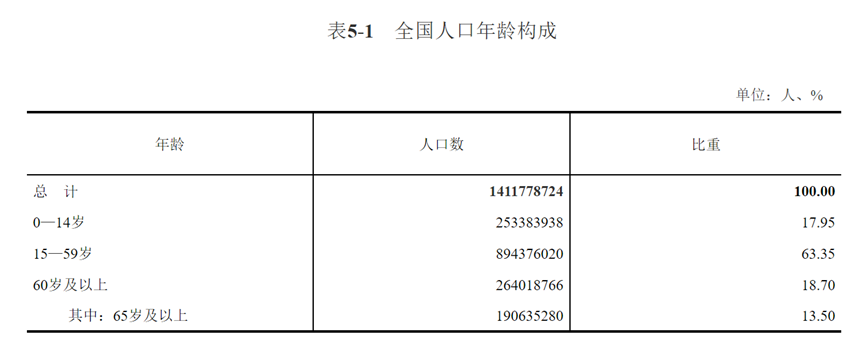 表5-1 全国人口年龄构成
单位：人、%
年龄 人口数 比重
总 计 1411778724 100.00
0—14岁 253383938 17.95
15—59岁 894376020 63.35
60岁及以上 264018766 18.70
其中：65岁及以上 190635280 13.50